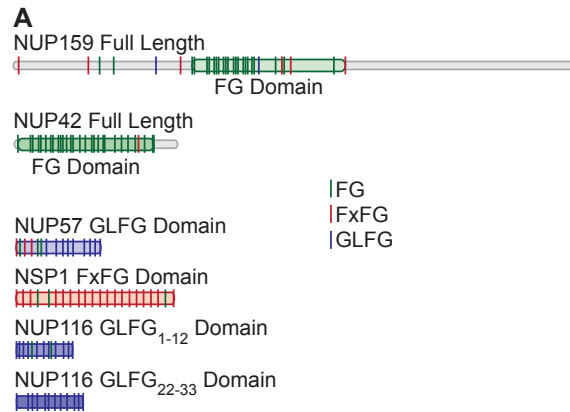 A
NUP159 Full Length
FG Domain
NUP42 Full Length
FG Domain
FG
FxFG
GLFG
NUP57 GLFG Domain
NSP1 FxFG Domain
NUP116 GLFG1-12 Domain
NUP116 GLFG22-33 Domain